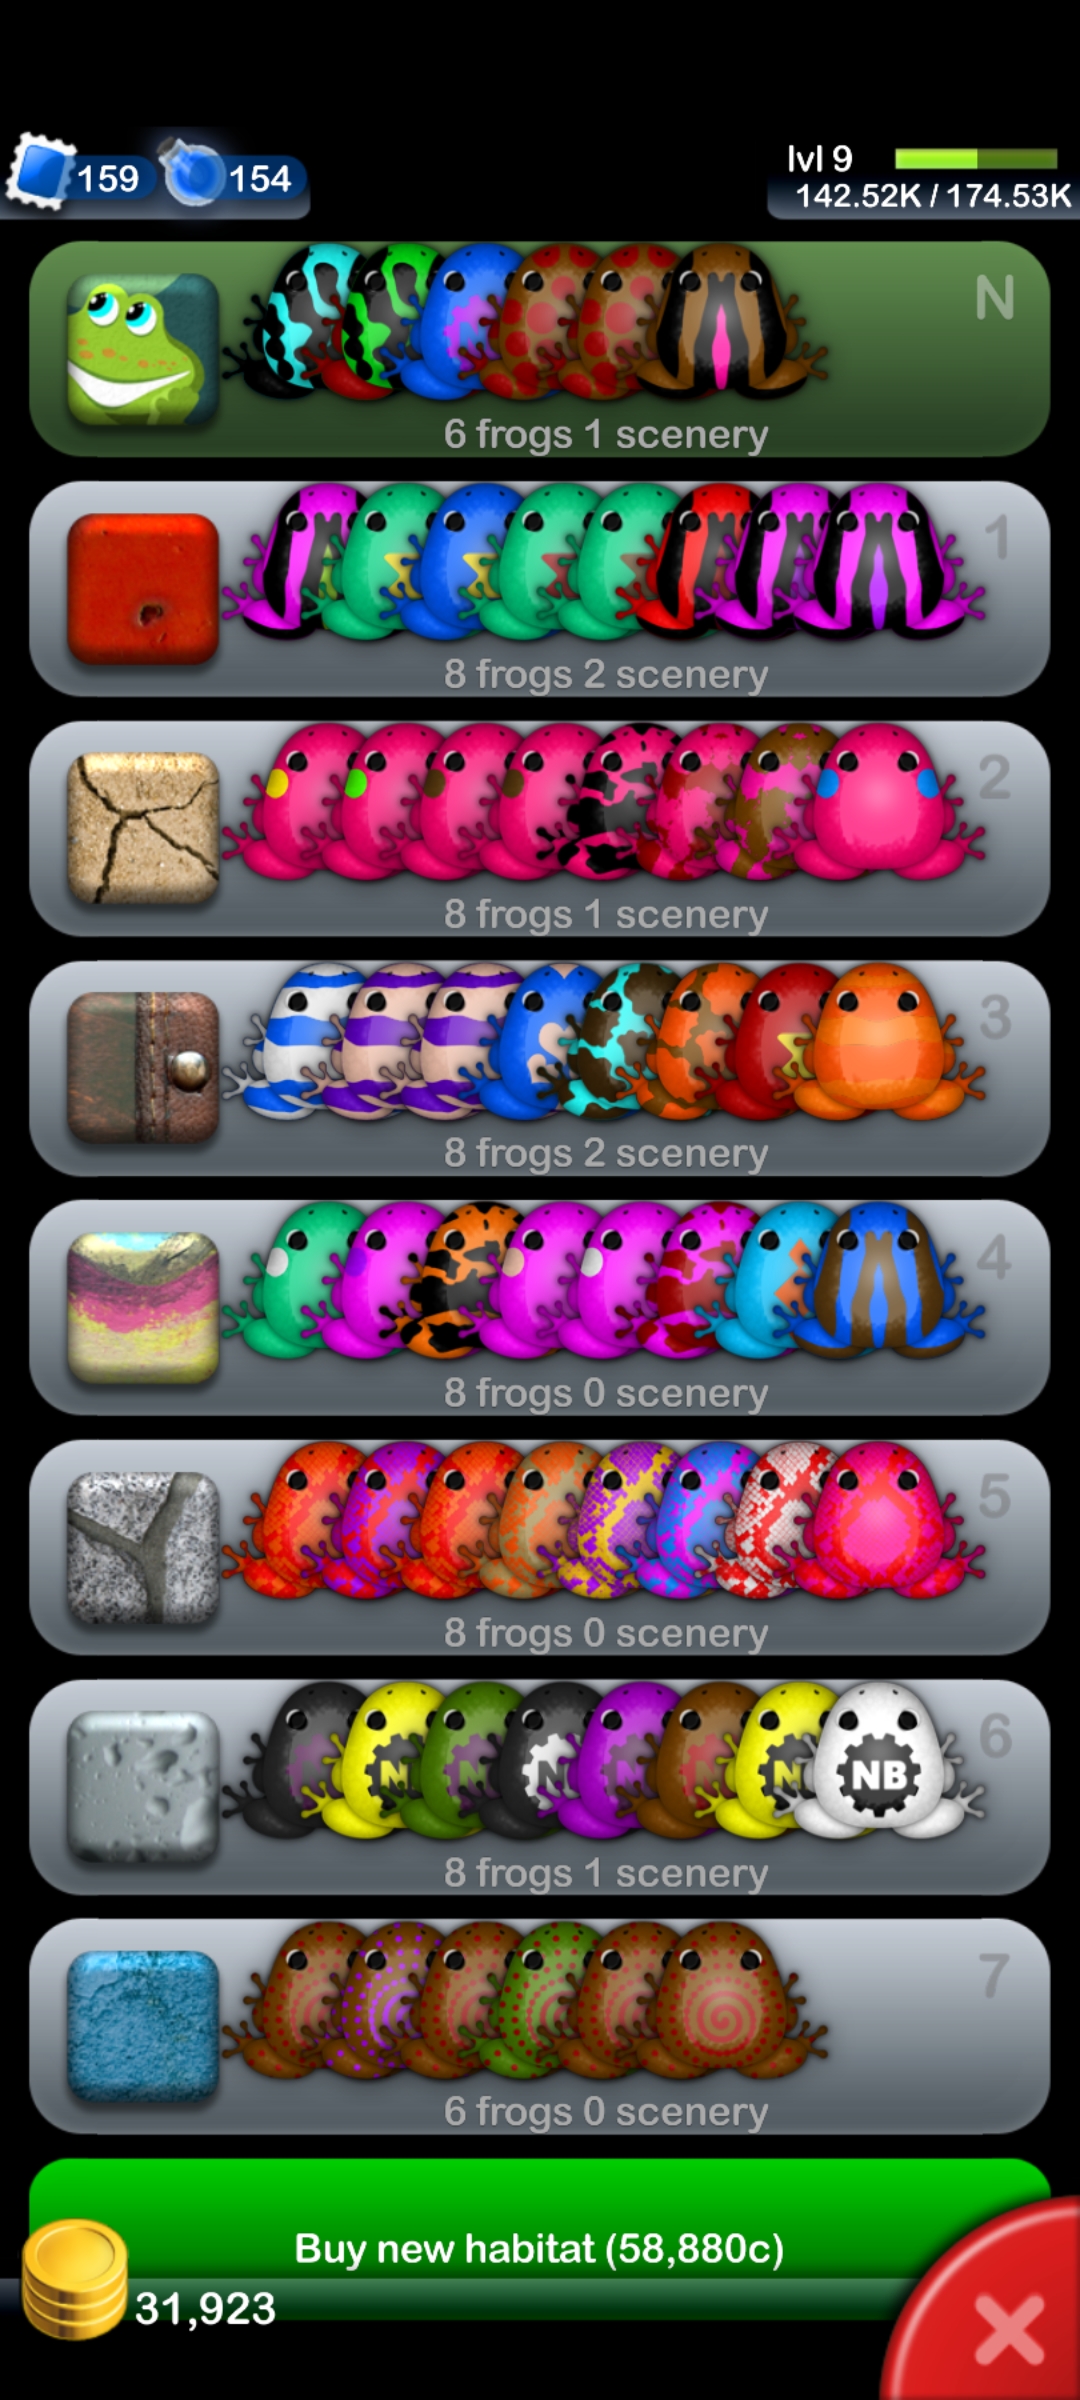 159
154
lvl 9
142.52K / 174.53K
N
6 frogs 1 scenery
1
8 frogs 2 scenery
2
8 frogs 1 scenery
3
8 frogs 2 scenery
4
8 frogs 0 scenery
5
8 frogs 0 scenery
6
N
N
N
N
N
N
NB
8 frogs 1 scenery
7
6 frogs 0 scenery
Buy new habitat (58,880c)
31,923